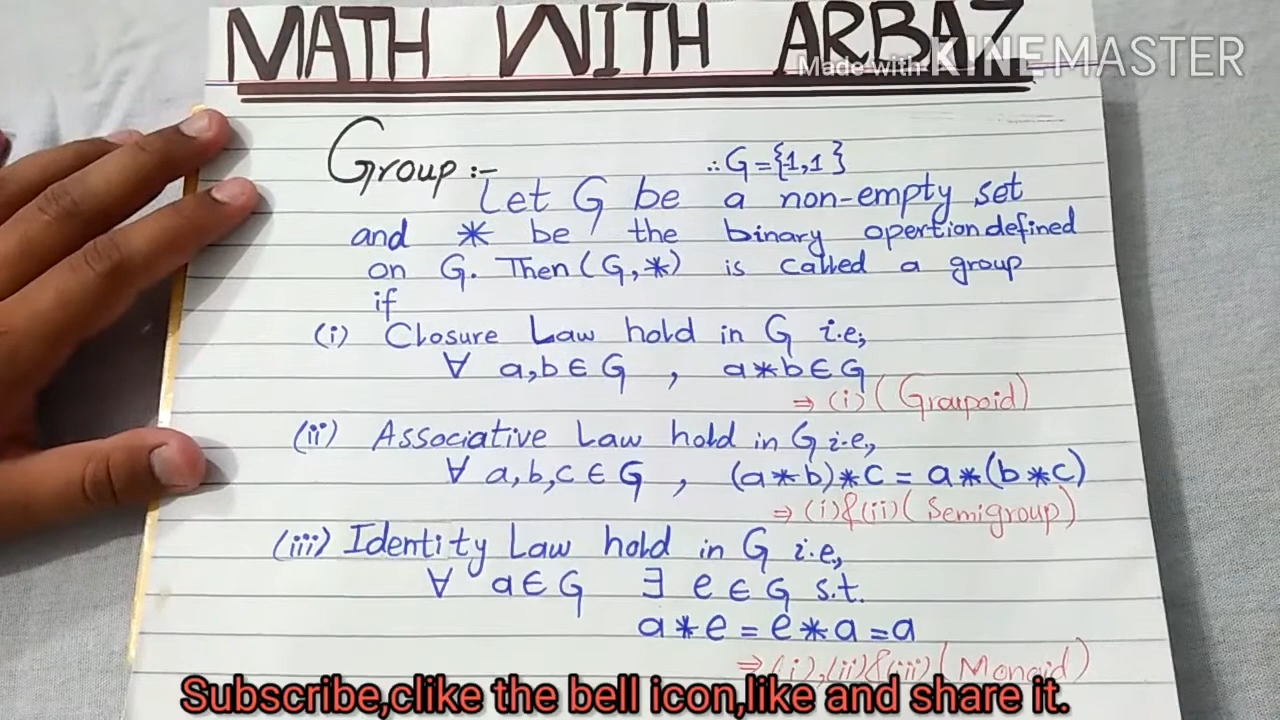 MATH WITH ARBAZ
Made with KINEMASTER
Group :-
∴ G = {1,1}
Let G be a non-empty set
and * be the binary opertion defined
on G. Then (G,*) is called a group
if
(i) Closure Law hold in G i.e;
∀ a,b ∈ G , a*b ∈ G
⇒ (i) (Groupoid)
(ii) Associative Law hold in G i.e,
∀ a,b,c ∈ G , (a*b)*c = a*(b*c)
⇒ (i)&(ii) (Semigroup)
(iii) Identity Law hold in G i.e,
∀ a ∈ G ∃ e ∈ G s.t.
a*e = e*a = a
⇒ (i),(ii)&(iii) (Monoid)
Subscribe,clike the bell icon,like and share it.